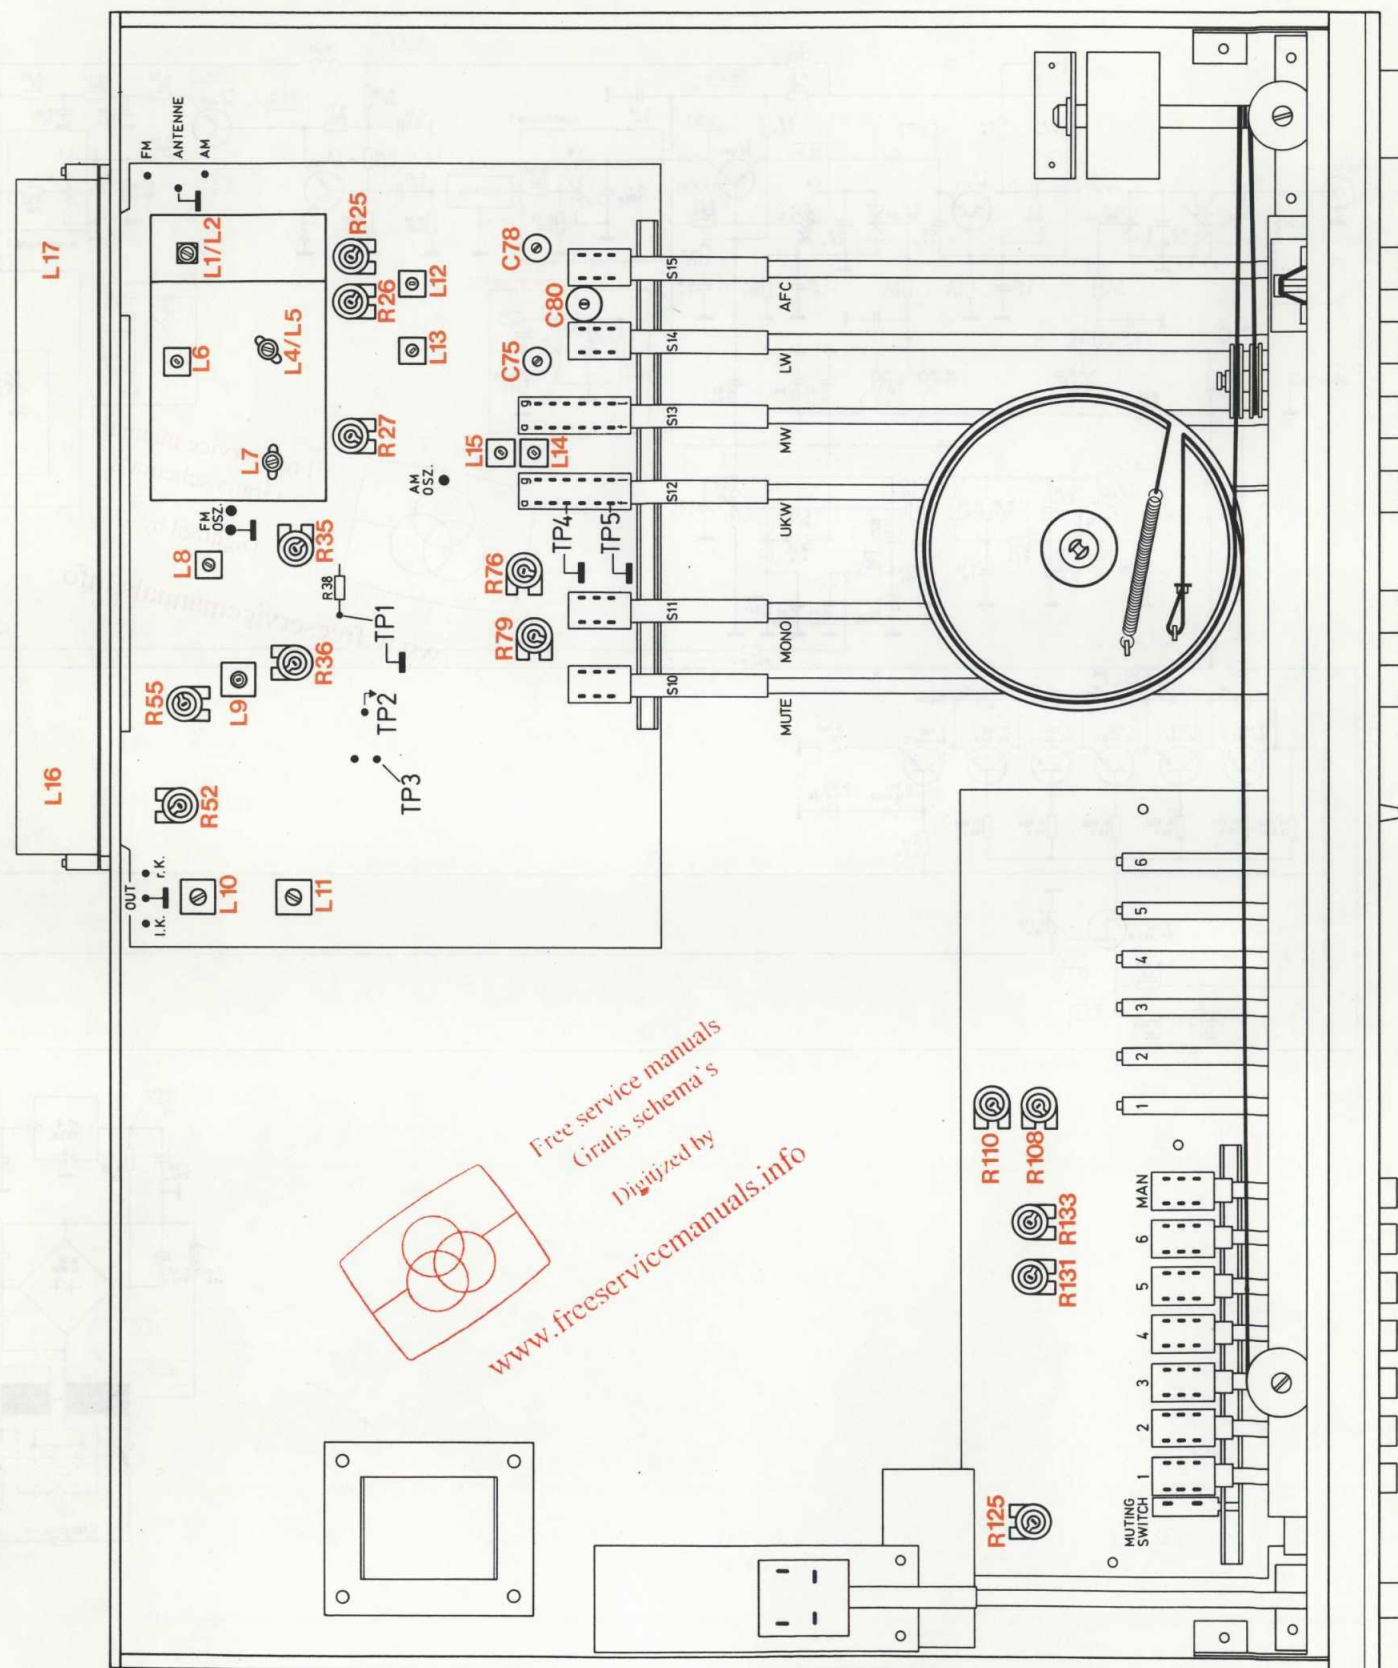 L17
L16
FM
ANTENNE
AM
L1/L2
R25
R26
L12
L13
L6
L4/L5
R27
L7
FM
OSZ.
AM
OSZ.
L8
R35
R38
TP1
R36
L9
R55
TP2
TP3
R52
OUT
l.K.
r.K.
L10
L11
C78
C80
C75
L15
L14
a g
a g
f l
f l
TP4
TP5
R76
R79
S15
S14
S13
S12
S11
S10
AFC
LW
MW
UKW
MONO
MUTE
6
5
4
3
2
1
R110
R108
R133
R131
R125
MAN
6
5
4
3
2
1
MUTING
SWITCH
Free service manuals
Gratis schema`s
Digitized by
www.freeservicemanuals.info